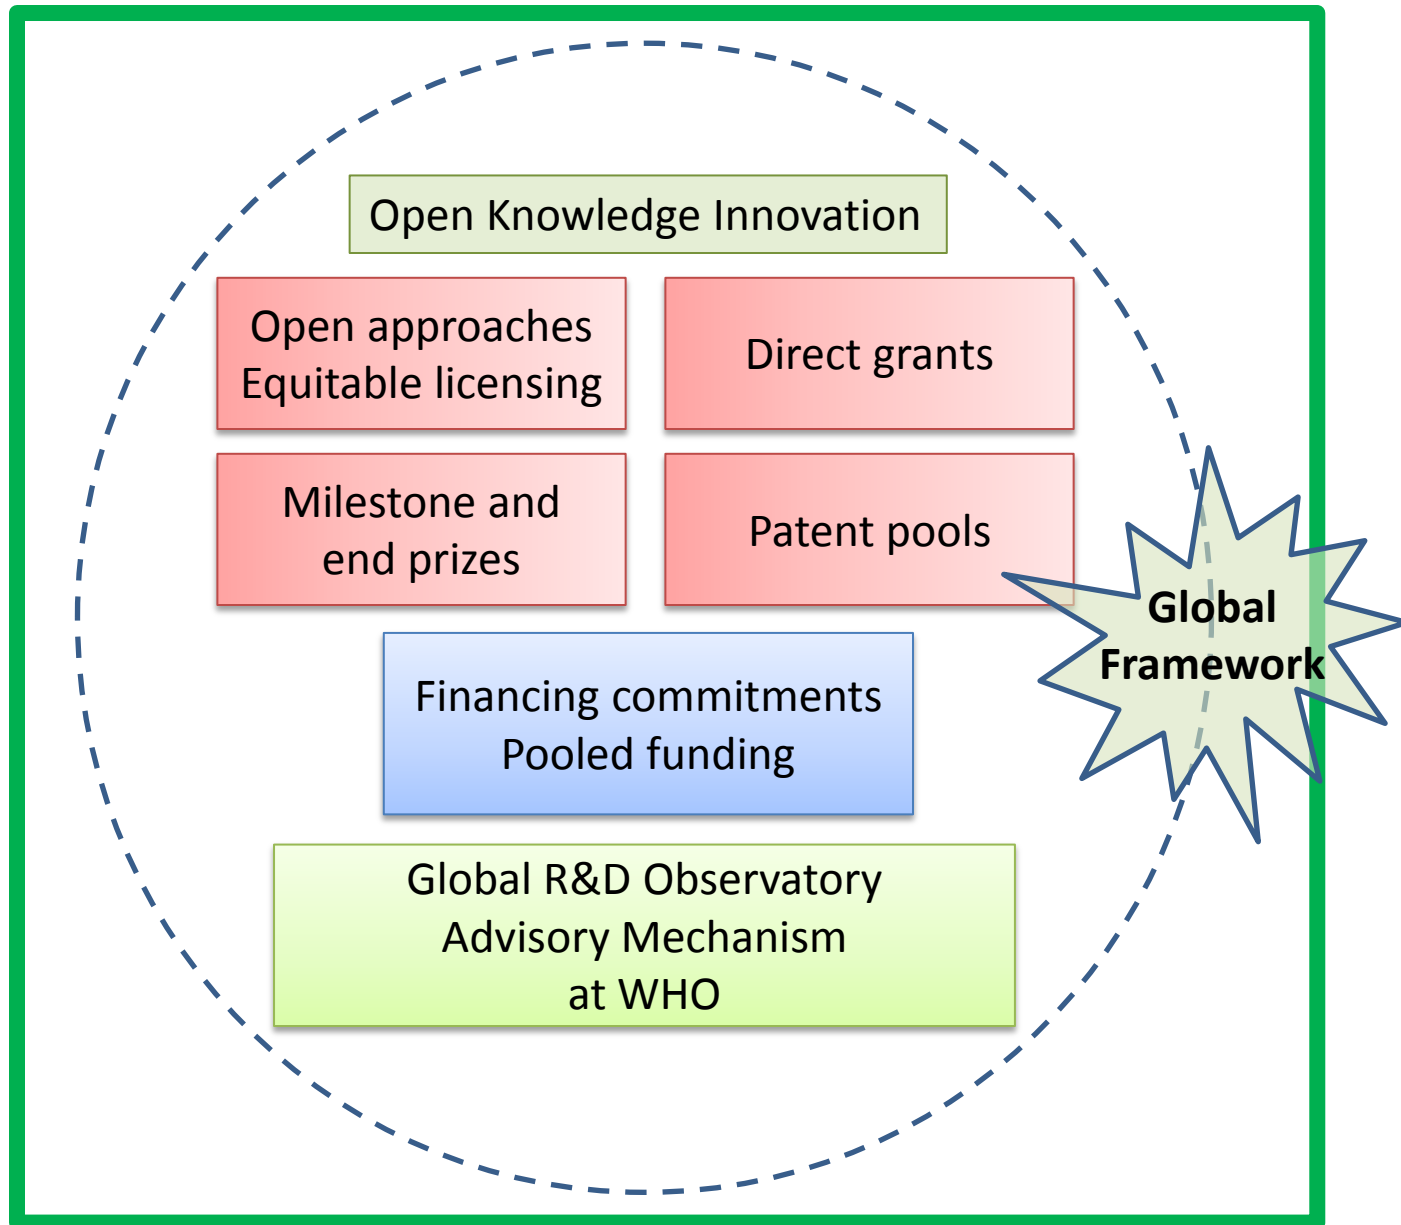 Open Knowledge Innovation
Open approaches
Equitable licensing
Direct grants
Milestone and
end prizes
Patent pools
Global
Framework
Financing commitments
Pooled funding
Global R&D Observatory
Advisory Mechanism
at WHO